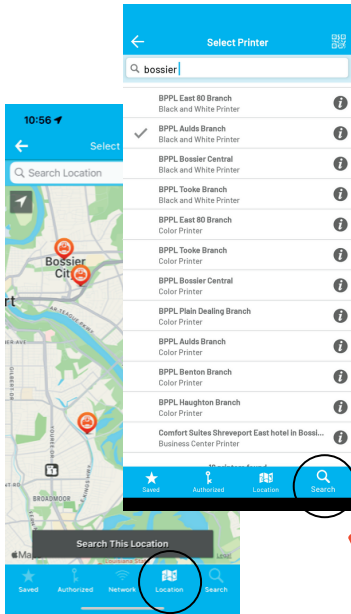 Select Printer
bossier
BPPL East 80 Branch
Black and White Printer
BPPL Aulds Branch
Black and White Printer
BPPL Bossier Central
Black and White Printer
BPPL Tooke Branch
Black and White Printer
BPPL East 80 Branch
Color Printer
BPPL Tooke Branch
Color Printer
BPPL Bossier Central
Color Printer
BPPL Plain Dealing Branch
Color Printer
BPPL Aulds Branch
Color Printer
BPPL Benton Branch
Color Printer
BPPL Haughton Branch
Color Printer
Comfort Suites Shreveport East hotel in Bossi...
Business Center Printer
Saved
Authorized
Location
Search
10:56
Select
Search Location
Bossier
City
rt
BROADMOOR
Search This Location
Maps
Legal
Saved
Authorized
Network
Location
Search